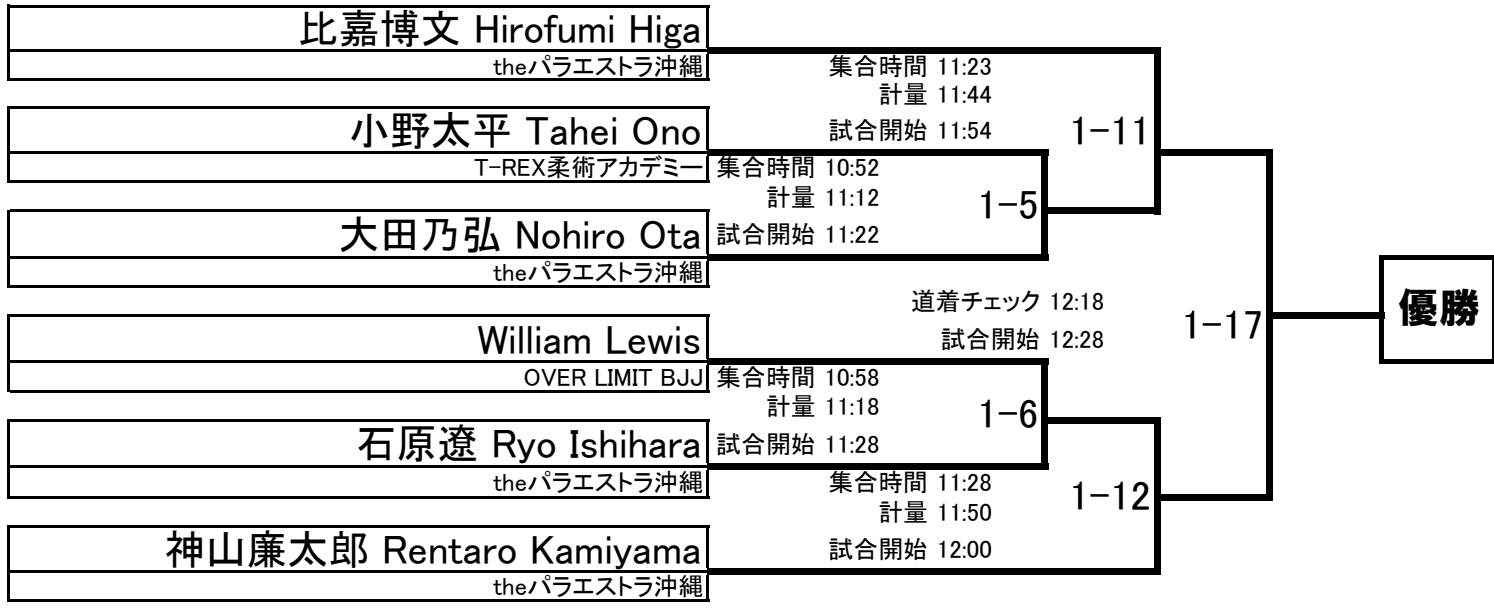 比嘉博文 Hirofumi Higa
theパラエストラ沖縄
集合時間 11:23
計量 11:44
試合開始 11:54
1-11
小野太平 Tahei Ono
T-REX柔術アカデミー
集合時間 10:52
計量 11:12
試合開始 11:22
1-5
大田乃弘 Nohiro Ota
theパラエストラ沖縄
道着チェック 12:18
試合開始 12:28
1-17
優勝
William Lewis
OVER LIMIT BJJ
集合時間 10:58
計量 11:18
試合開始 11:28
1-6
石原遼 Ryo Ishihara
theパラエストラ沖縄
集合時間 11:28
計量 11:50
試合開始 12:00
1-12
神山廉太郎 Rentaro Kamiyama
theパラエストラ沖縄